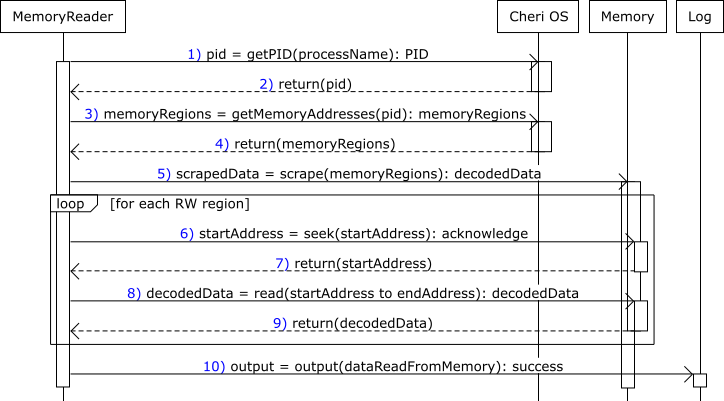 MemoryReader
Cheri OS
Memory
Log
1) pid = getPID(processName): PID
2) return(pid)
3) memoryRegions = getMemoryAddresses(pid): memoryRegions
4) return(memoryRegions)
5) scrapedData = scrape(memoryRegions): decodedData
loop [for each RW region]
6) startAddress = seek(startAddress): acknowledge
7) return(startAddress)
8) decodedData = read(startAddress to endAddress): decodedData
9) return(decodedData)
10) output = output(dataReadFromMemory): success